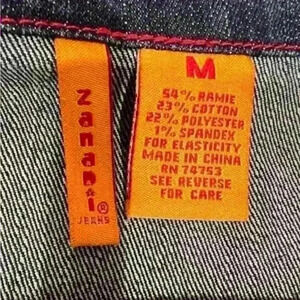 zanadi®
JEANS
M
54% RAMIE
23% COTTON
22% POLYESTER
1% SPANDEX
FOR ELASTICITY
MADE IN CHINA
RN 74753
SEE REVERSE
FOR CARE